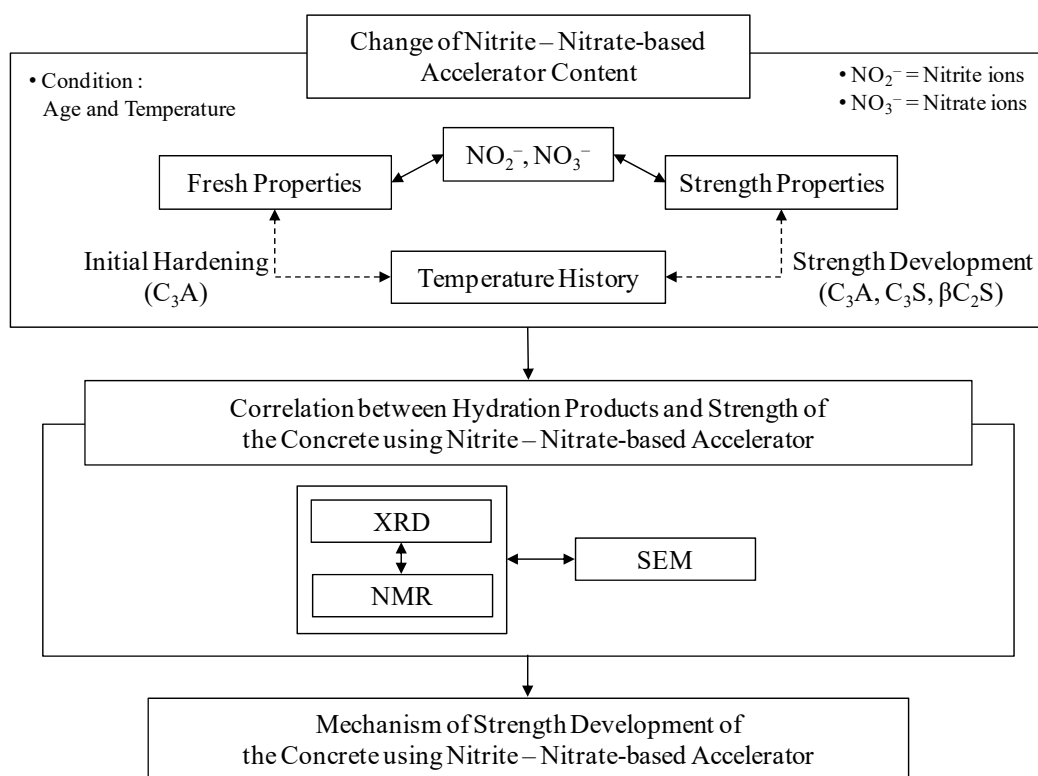 Change of Nitrite – Nitrate-based
Accelerator Content
• Condition :
Age and Temperature
• NO₂⁻ = Nitrite ions
• NO₃⁻ = Nitrate ions
NO₂⁻, NO₃⁻
Fresh Properties
Strength Properties
Initial Hardening
(C₃A)
Temperature History
Strength Development
(C₃A, C₃S, βC₂S)
Correlation between Hydration Products and Strength of
the Concrete using Nitrite – Nitrate-based Accelerator
XRD
NMR
SEM
Mechanism of Strength Development of
the Concrete using Nitrite – Nitrate-based Accelerator